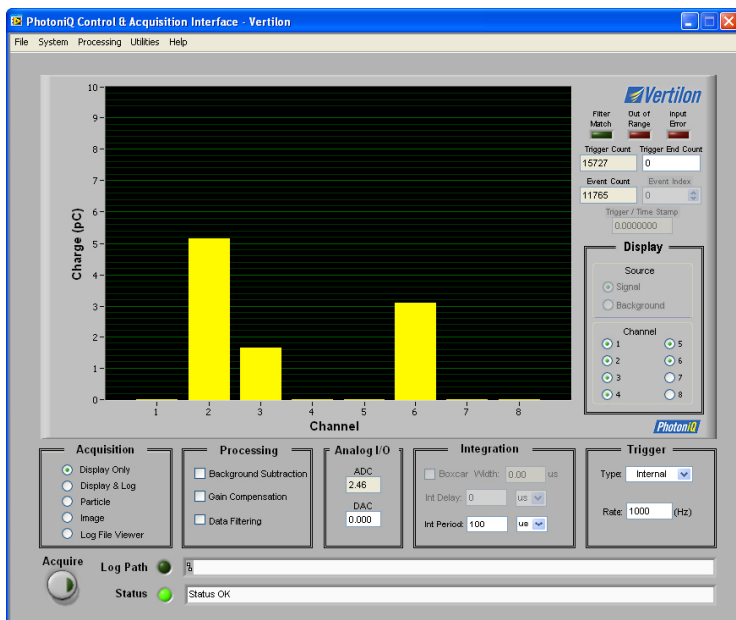 PhotoniQ Control & Acquisition Interface - Vertilon
File System Processing Utilities Help
Vertilon
Filter Match
Out of Range
Input Error
Trigger Count Trigger End Count
15727 0
Event Count Event Index
11765 0
Trigger / Time Stamp
0.0000000
Display
Source
Signal
Background
Channel
1 5
2 6
3 7
4 8
PhotoniQ
Charge (pC)
10
9
8
7
6
5
4
3
2
1
0
1 2 3 4 5 6 7 8
Channel
Acquisition
Display Only
Display & Log
Particle
Image
Log File Viewer
Processing
Background Subtraction
Gain Compensation
Data Filtering
Analog I/O
ADC
2.46
DAC
0.000
Integration
Boxcar Width: 0.00 us
Int Delay: 0 us
Int Period: 100 us
Trigger
Type: Internal
Rate: 1000 (Hz)
Acquire
Log Path %
Status Status OK